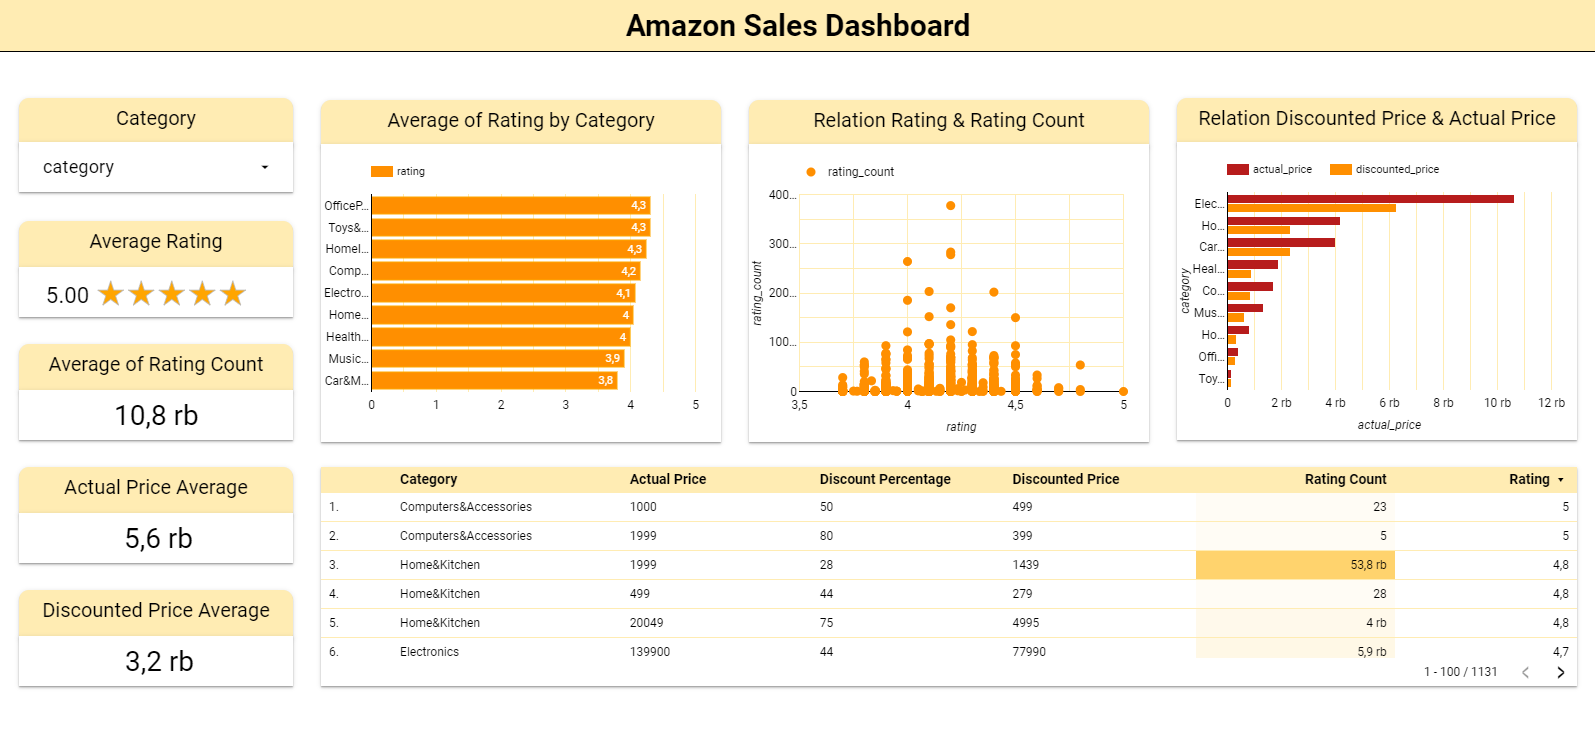 Amazon Sales Dashboard
Category
category
Average Rating
5.00
Average of Rating Count
10,8 rb
Actual Price Average
5,6 rb
Discounted Price Average
3,2 rb
Average of Rating by Category
rating
OfficeP... 4,3
Toys&... 4,3
HomeI... 4,3
Comp... 4,2
Electro... 4,1
Home... 4
Health... 4
Music... 3,9
Car&M... 3,8
0 1 2 3 4 5
Relation Rating & Rating Count
rating_count
rating_count
400...
300...
200...
100...
0
3,5 4 4,5 5
rating
Relation Discounted Price & Actual Price
actual_price discounted_price
category
Elec...
Ho...
Car...
Heal...
Co...
Mus...
Ho...
Offi...
Toy...
0 2 rb 4 rb 6 rb 8 rb 10 rb 12 rb
actual_price
Category Actual Price Discount Percentage Discounted Price Rating Count Rating
1. Computers&Accessories 1000 50 499 23 5
2. Computers&Accessories 1999 80 399 5 5
3. Home&Kitchen 1999 28 1439 53,8 rb 4,8
4. Home&Kitchen 499 44 279 28 4,8
5. Home&Kitchen 20049 75 4995 4 rb 4,8
6. Electronics 139900 44 77990 5,9 rb 4,7
1 - 100 / 1131